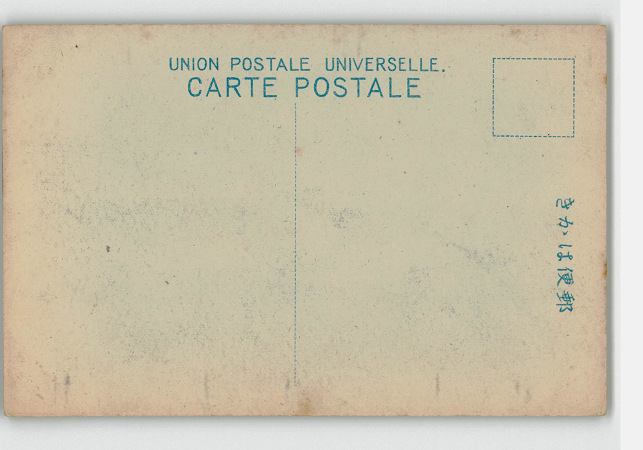 UNION POSTALE UNIVERSELLE.
CARTE POSTALE
きかは便郵